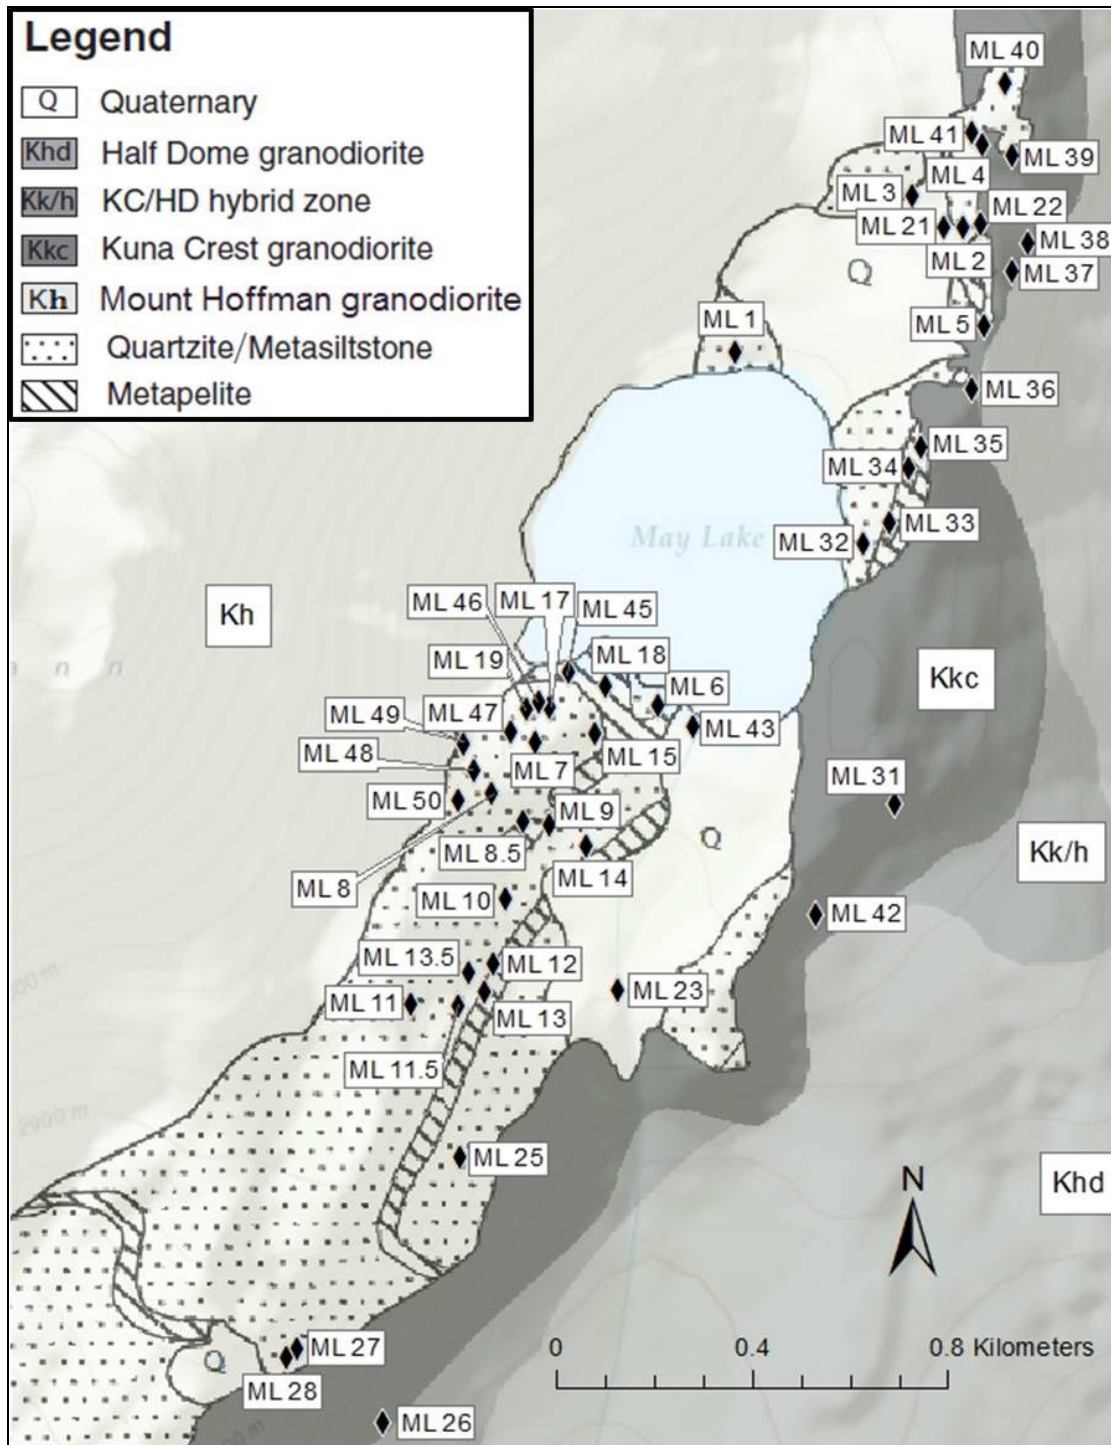 Legend
Q Quaternary
Khd Half Dome granodiorite
Kk/h KC/HD hybrid zone
Kkc Kuna Crest granodiorite
Kh Mount Hoffman granodiorite
Quartzite/Metasiltstone
Metapelite
ML 40
ML 41
ML 39
ML 4
ML 3
ML 22
ML 21
ML 38
ML 2
ML 37
Q
ML 1
ML 5
ML 36
ML 35
ML 34
ML 33
May Lake
ML 32
ML 46
ML 17
ML 45
Kh
ML 19
ML 18
ann
Kkc
ML 6
ML 49
ML 47
ML 43
ML 48
ML 7
ML 15
ML 31
ML 50
ML 9
Q
ML 8.5
Kk/h
ML 8
ML 14
ML 10
ML 42
ML 13.5
ML 12
ML 23
ML 11
ML 13
ML 11.5
2900 m
ML 25
N
Khd
ML 27
0 0.4 0.8 Kilometers
Q
ML 28
ML 26